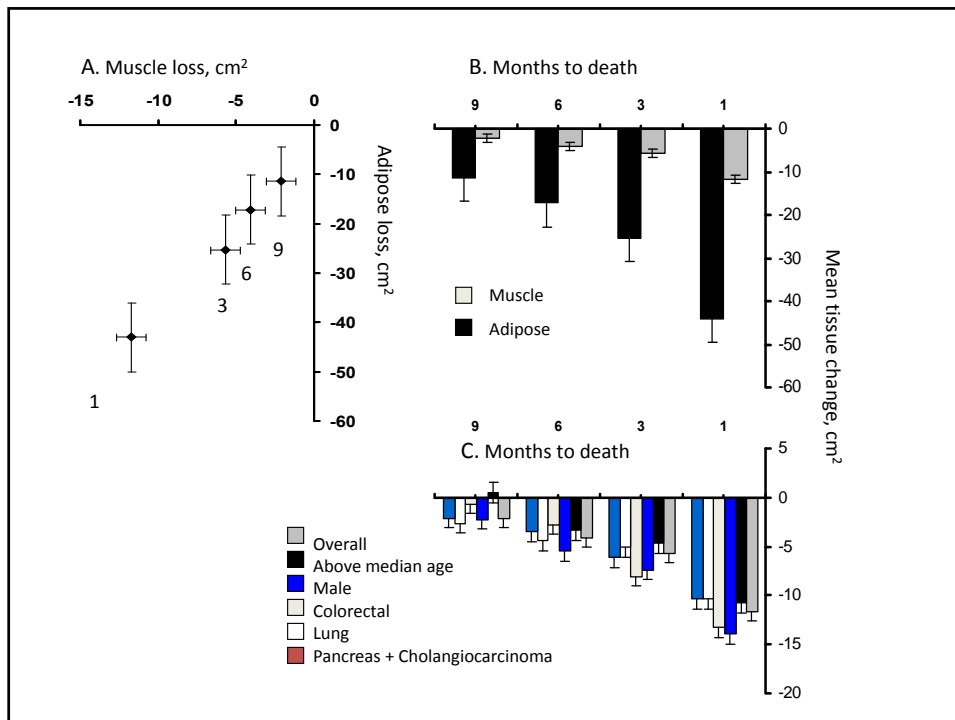 A. Muscle loss, cm²
-15 -10 -5 0
0
-10
-20
-30
-40
-50
-60
Adipose loss, cm²
9
6
3
1
B. Months to death
9 6 3 1
0
-10
-20
-30
-40
-50
-60
Muscle
Adipose
Mean tissue change, cm²
9 6 3 1
C. Months to death
5
0
-5
-10
-15
-20
Overall
Above median age
Male
Colorectal
Lung
Pancreas + Cholangiocarcinoma